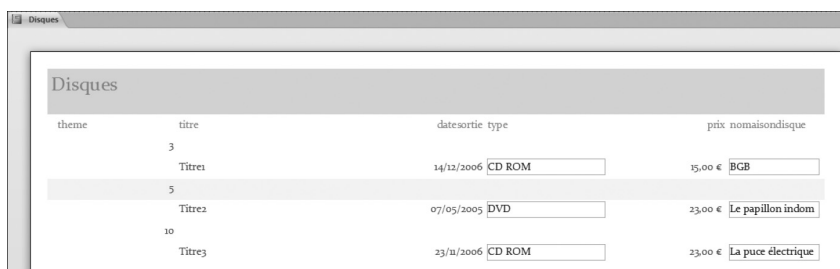 Disques
Disques
theme titre datesortie type prix nomaisondisque
3
Titre1 14/12/2006 CD ROM 15,00 € BGB
5
Titre2 07/05/2005 DVD 23,00 € Le papillon indom
10
Titre3 23/11/2006 CD ROM 23,00 € La puce électrique